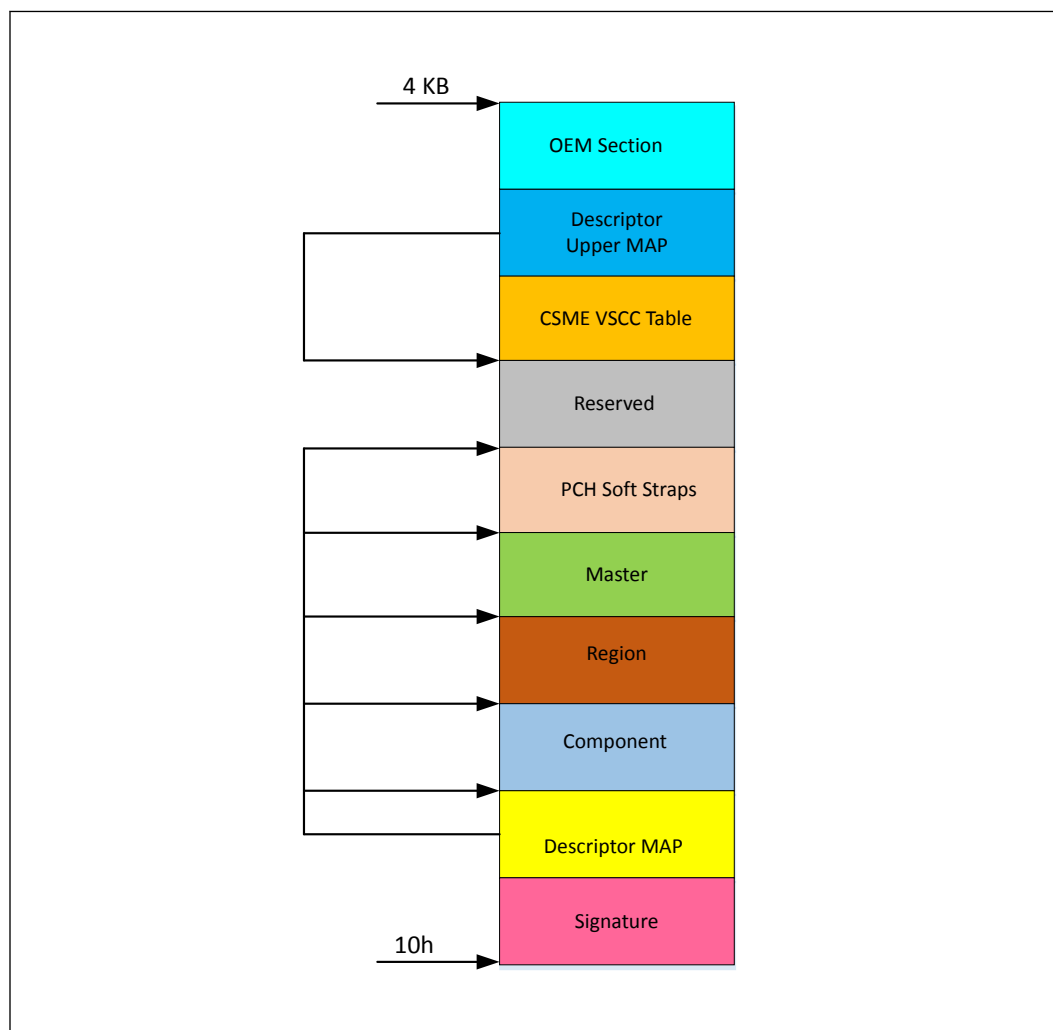 4 KB
OEM Section
Descriptor
Upper MAP
CSME VSCC Table
Reserved
PCH Soft Straps
Master
Region
Component
Descriptor MAP
Signature
10h